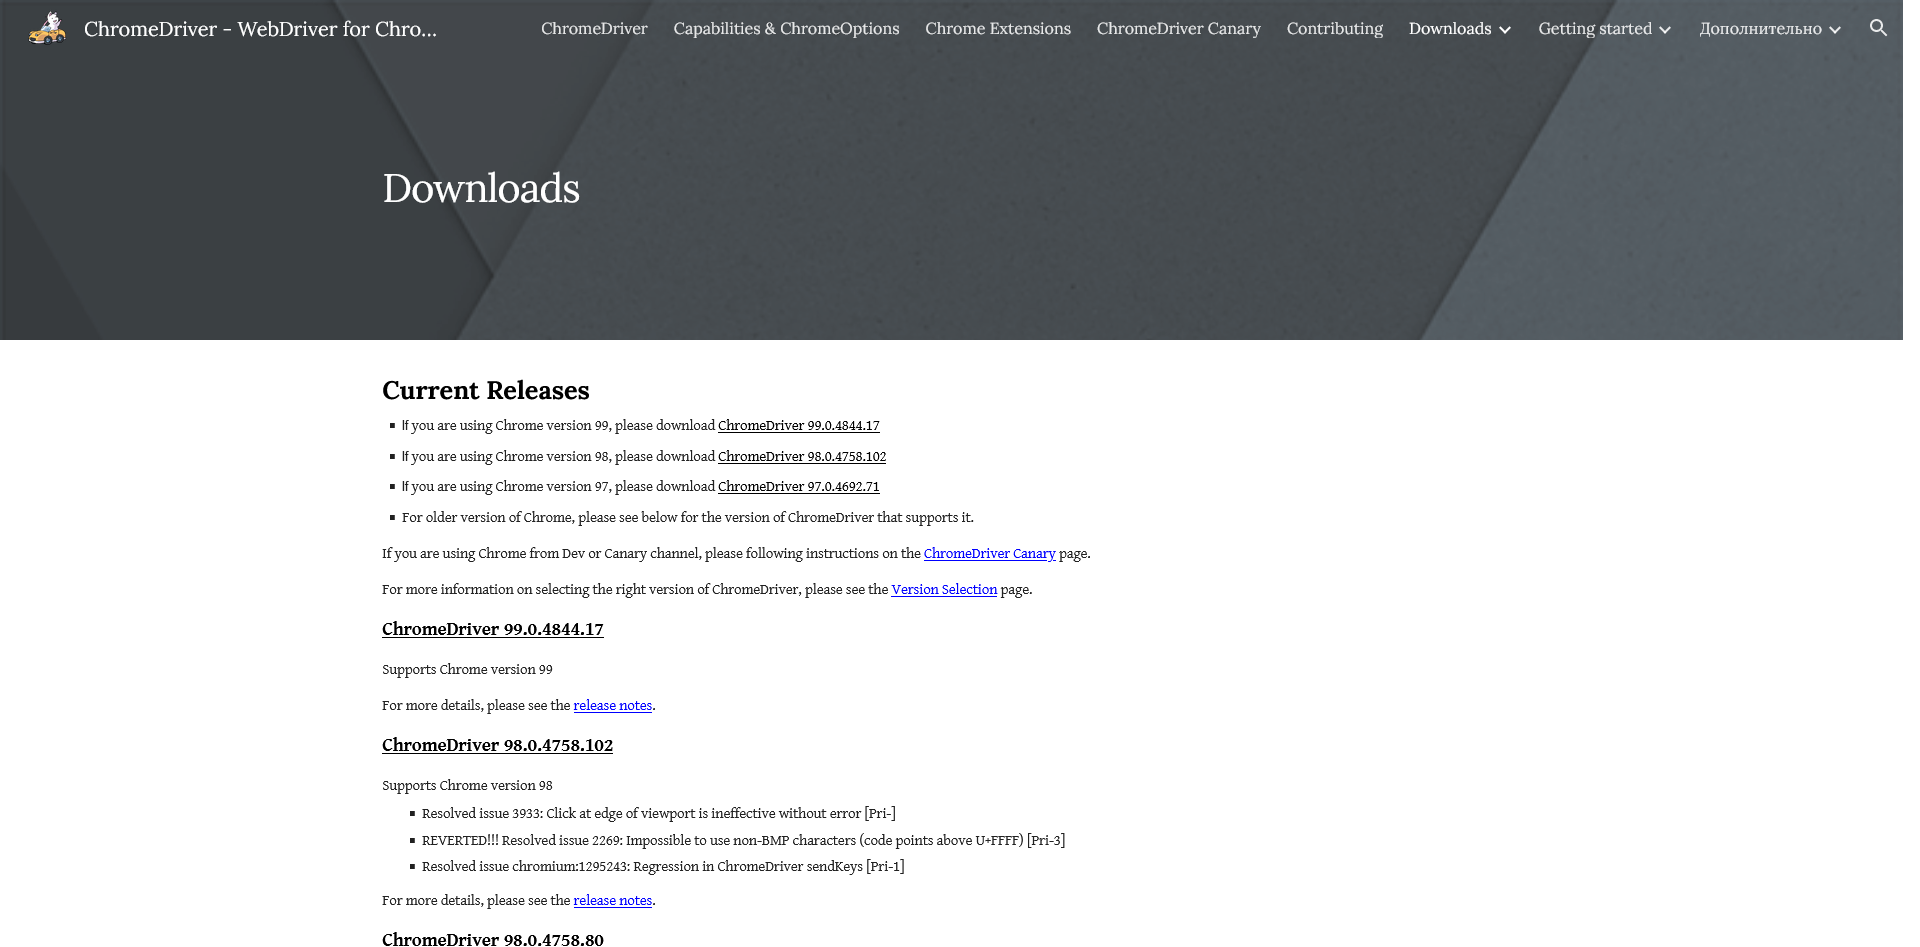 ChromeDriver - WebDriver for Chro...
ChromeDriver Capabilities & ChromeOptions Chrome Extensions ChromeDriver Canary Contributing Downloads Getting started Дополнительно
Downloads
Current Releases
If you are using Chrome version 99, please download ChromeDriver 99.0.4844.17
If you are using Chrome version 98, please download ChromeDriver 98.0.4758.102
If you are using Chrome version 97, please download ChromeDriver 97.0.4692.71
For older version of Chrome, please see below for the version of ChromeDriver that supports it.
If you are using Chrome from Dev or Canary channel, please following instructions on the ChromeDriver Canary page.
For more information on selecting the right version of ChromeDriver, please see the Version Selection page.
ChromeDriver 99.0.4844.17
Supports Chrome version 99
For more details, please see the release notes.
ChromeDriver 98.0.4758.102
Supports Chrome version 98
Resolved issue 3933: Click at edge of viewport is ineffective without error [Pri-]
REVERTED!!! Resolved issue 2269: Impossible to use non-BMP characters (code points above U+FFFF) [Pri-3]
Resolved issue chromium:1295243: Regression in ChromeDriver sendKeys [Pri-1]
For more details, please see the release notes.
ChromeDriver 98.0.4758.80